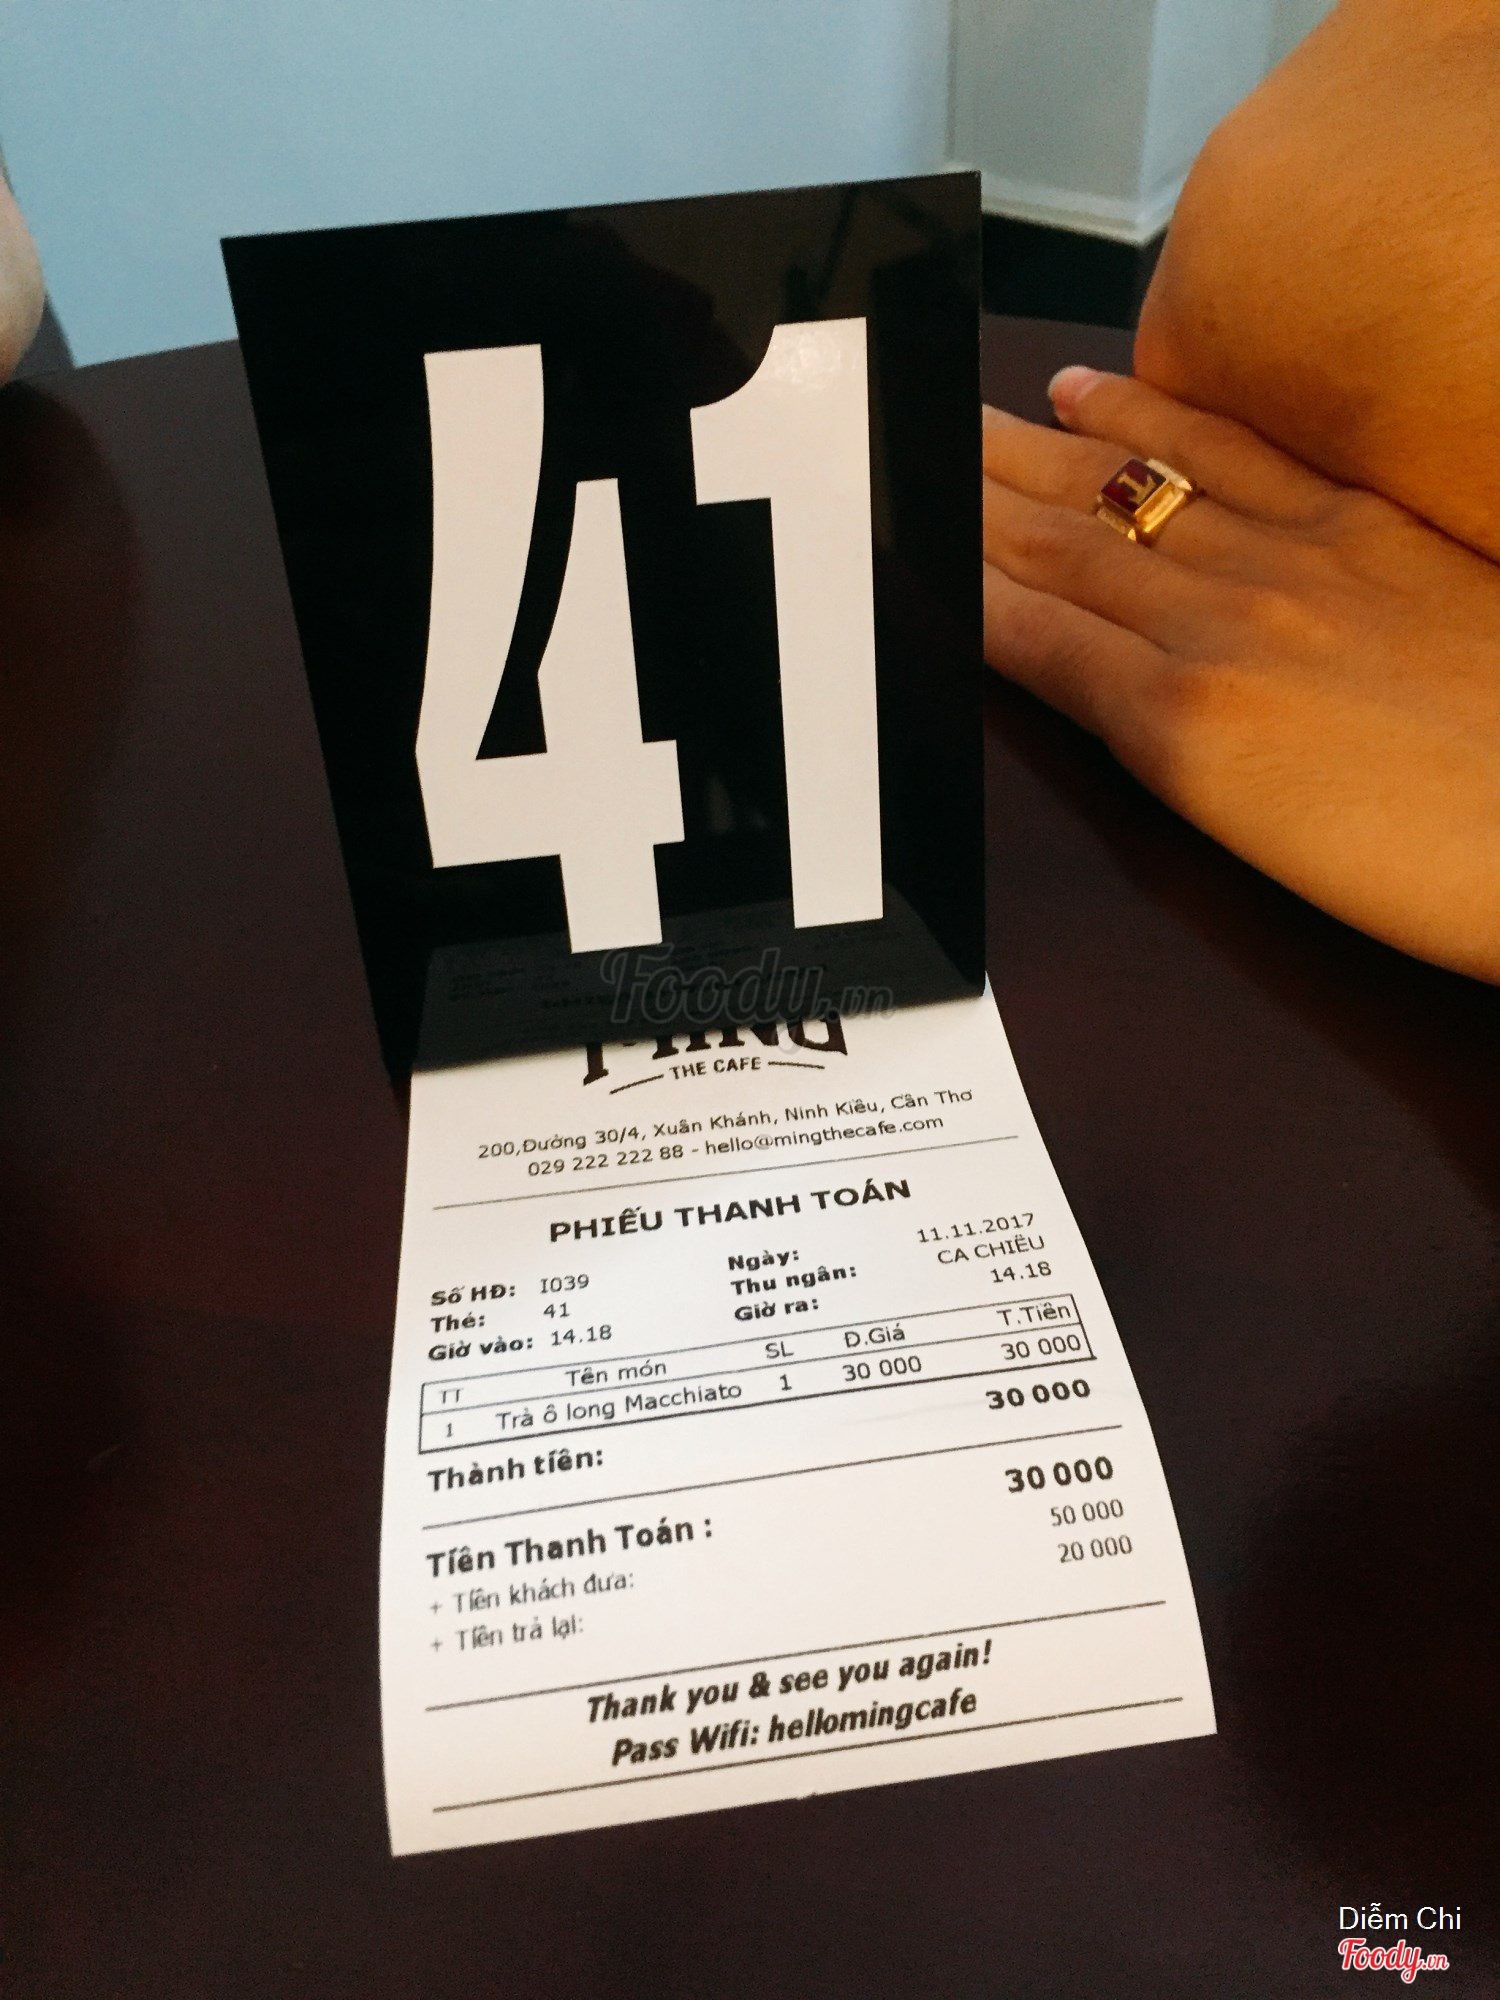 41
MING
THE CAFE
200,Đường 30/4, Xuân Khánh, Ninh Kiều, Cần Thơ
029 222 222 88 - hello@mingthecafe.com
PHIẾU THANH TOÁN
Số HĐ: I039 Ngày: 11.11.2017
Thẻ: 41 Thu ngân: CA CHIỀU
Giờ vào: 14.18 Giờ ra: 14.18
TT Tên món SL Đ.Giá T.Tiền
1 Trà ô long Macchiato 1 30 000 30 000
Thành tiền: 30 000
Tiền Thanh Toán : 30 000
+ Tiền khách đưa: 50 000
+ Tiền trả lại: 20 000
Thank you & see you again!
Pass Wifi: hellomingcafe
Foody.vn
Diễm Chi
Foody.vn